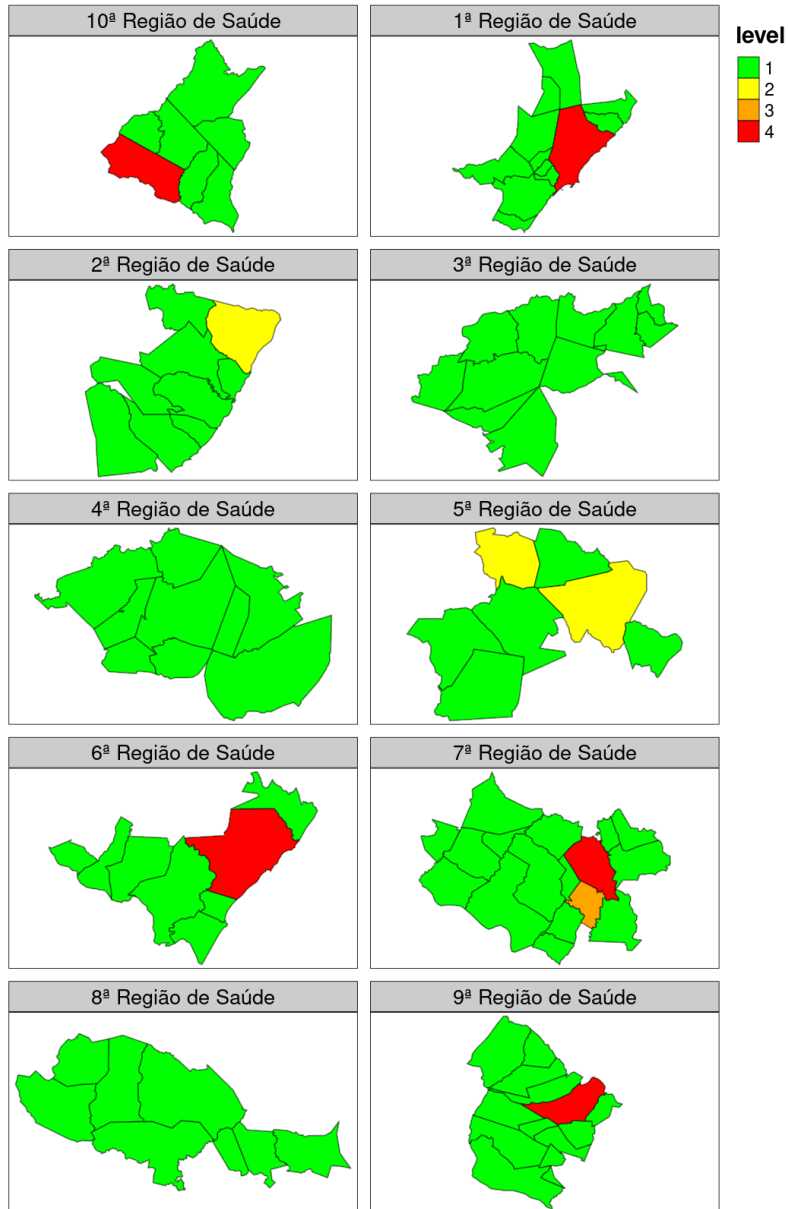 10ª Região de Saúde
1ª Região de Saúde
level
1
2
3
4
2ª Região de Saúde
3ª Região de Saúde
4ª Região de Saúde
5ª Região de Saúde
6ª Região de Saúde
7ª Região de Saúde
8ª Região de Saúde
9ª Região de Saúde